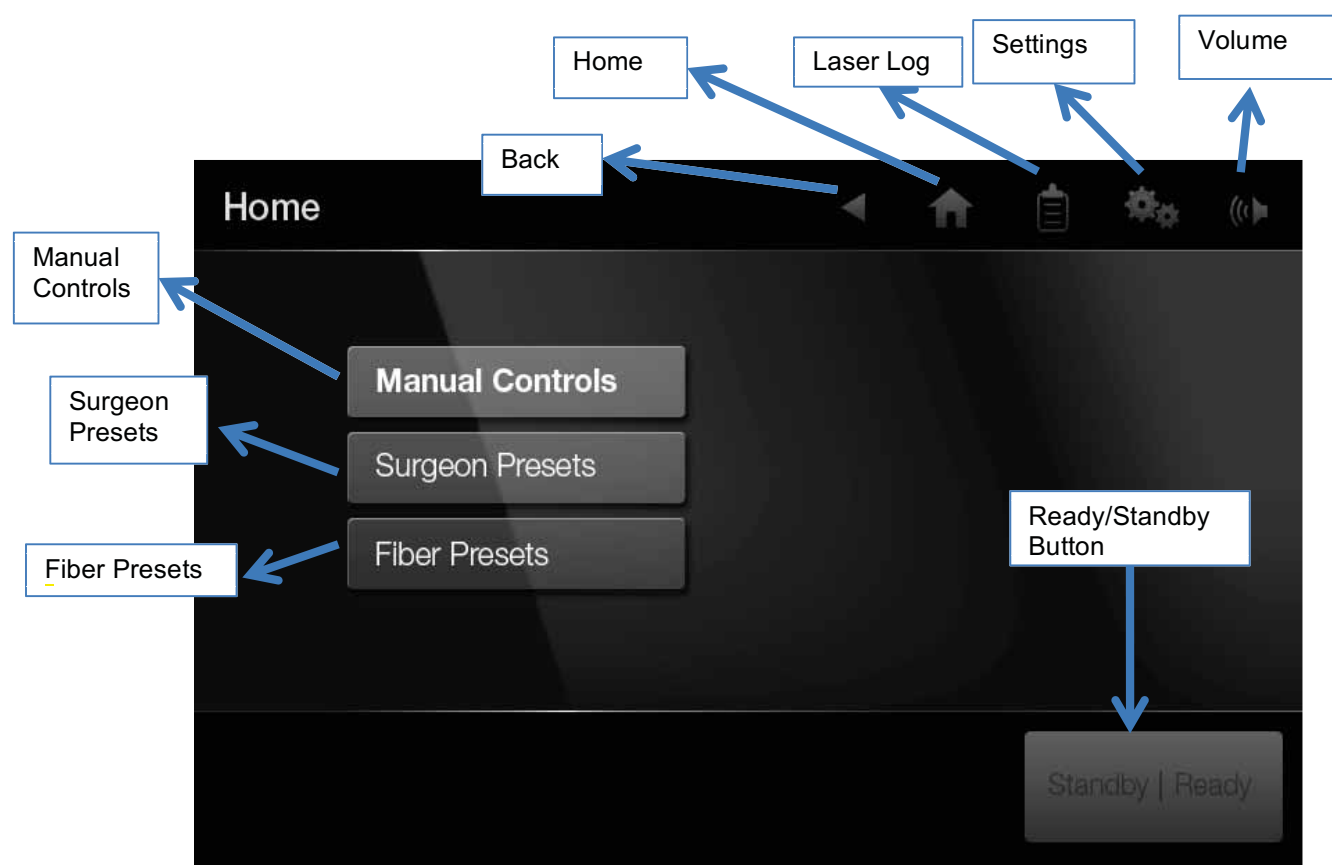 Volume
Settings
Home
Laser Log
Back
Home
Manual
Controls
Manual Controls
Surgeon
Presets
Surgeon Presets
Ready/Standby
Button
Fiber Presets
Fiber Presets
Standby | Ready